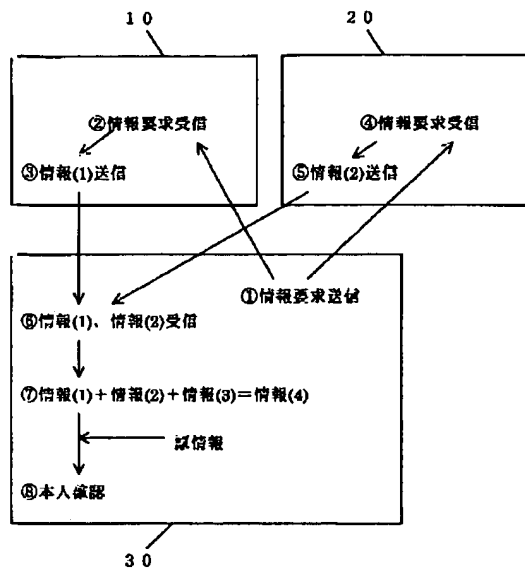 10
20
②情報要求受信
③情報(1)送信
④情報要求受信
⑤情報(2)送信
①情報要求送信
⑥情報(1)、情報(2)受信
⑦情報(1)+情報(2)+情報(3)=情報(4)
原情報
⑧本人確認
30